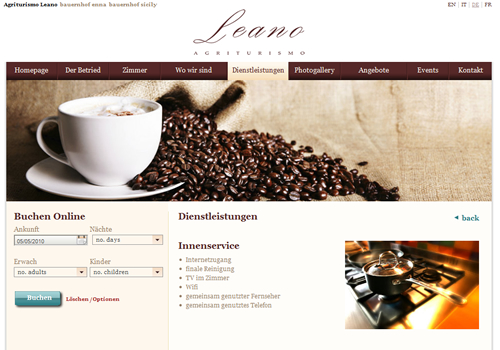 Agriturismo Leano bauernhof enna bauernhof sicily
EN | IT | DE | FR
Leano
AGRITURISMO
Homepage Der Betried Zimmer Wo wir sind Dienstleistungen Photogallery Angebote Events Kontakt
Buchen Online
Ankunft Nächte
05/05/2010 no. days
Erwach Kinder
no. adults no. children
Buchen Löschen /Optionen
Dienstleistungen
back
Innenservice
Internetzugang
finale Reinigung
TV im Zimmer
Wifi
gemeinsam genutzter Fernseher
gemeinsam genutztes Telefon